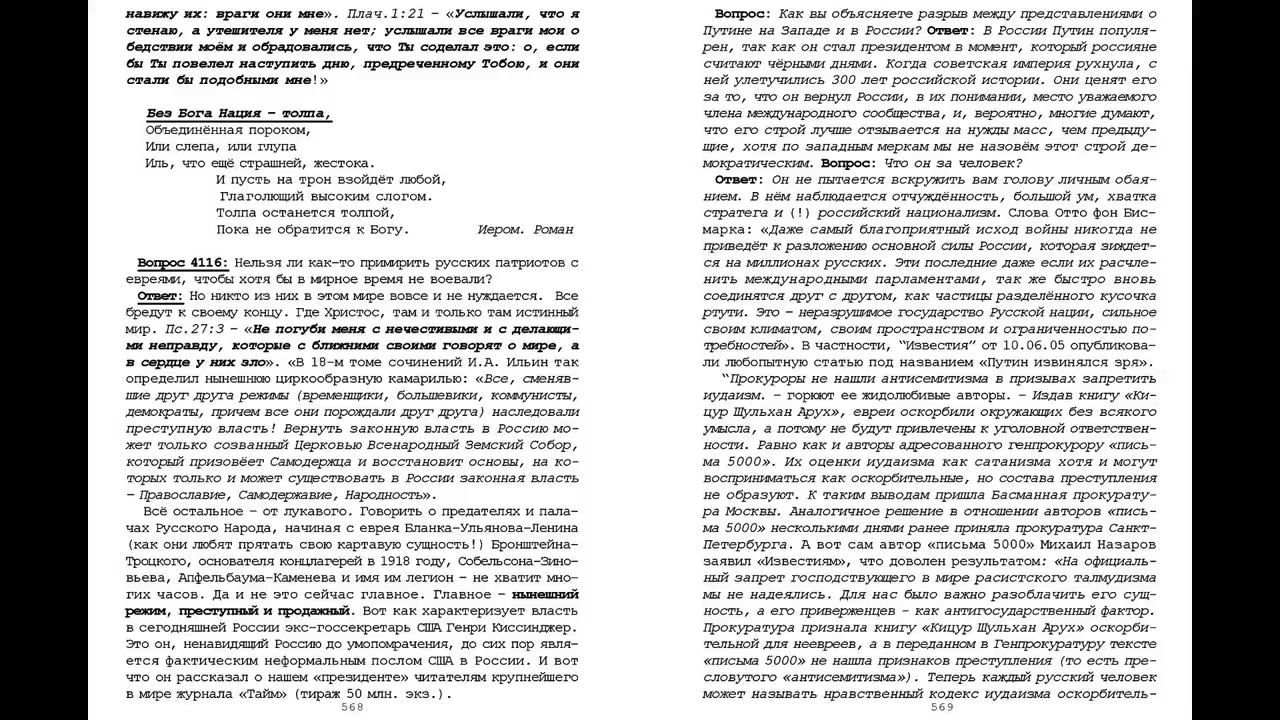 навижу их: враги они мне». Плач.1:21 – «Услышали, что я
стенаю, а утешителя у меня нет; услышали все враги мои о
бедствии моём и обрадовались, что Ты соделал это: о, если
бы Ты повелел наступить дню, предреченному Тобою, и они
стали бы подобными мне!»
Без Бога Нация – толпа,
Объединённая пороком,
Или слепа, или глупа
Иль, что ещё страшней, жестока.
И пусть на трон взойдёт любой,
Глаголющий высоким слогом.
Толпа останется толпой,
Пока не обратится к Богу. Иером. Роман
Вопрос 4116: Нельзя ли как-то примирить русских патриотов с
евреями, чтобы хотя бы в мирное время не воевали?
Ответ: Но никто из них в этом мире вовсе и не нуждается. Все
бредут к своему концу. Где Христос, там и только там истинный
мир. Пс.27:3 – «Не погуби меня с нечестивыми и с делающи-
ми неправду, которые с ближними своими говорят о мире, а
в сердце у них зло». «В 18-м томе сочинений И.А. Ильин так
определил нынешнюю циркообразную камарилью: «Все, сменяв-
шие друг друга режимы (временщики, большевики, коммунисты,
демократы, причем все они порождали друг друга) наследовали
преступную власть! Вернуть законную власть в Россию мо-
жет только созванный Церковью Всенародный Земский Собор,
который призовёет Самодержца и восстановит основы, на ко-
торых только и может существовать в России законная власть
– Православие, Самодержавие, Народность».
Всё остальное – от лукавого. Говорить о предателях и пала-
чах Русского Народа, начиная с еврея Бланка-Ульянова-Ленина
(как они любят прятать свою картавую сущность!) Бронштейна-
Троцкого, основателя концлагерей в 1918 году, Собельсона-Зино-
вьева, Апфельбаума-Каменева и имя им легион – не хватит мно-
гих часов. Да и не это сейчас главное. Главное – нынешний
режим, преступный и продажный. Вот как характеризует власть
в сегодняшней России экс-госсекретарь США Генри Киссинджер.
Это он, ненавидящий Россию до умопомрачения, до сих пор явля-
ется фактическим неформальным послом США в России. И вот
что он рассказал о нашем «президенте» читателям крупнейшего
в мире журнала «Тайм» (тираж 50 млн. экз.).
568
Вопрос: Как вы объясняете разрыв между представлениями о
Путине на Западе и в России? Ответ: В России Путин популя-
рен, так как он стал президентом в момент, который россияне
считают чёрными днями. Когда советская империя рухнула, с
ней улетучились 300 лет российской истории. Они ценят его
за то, что он вернул России, в их понимании, место уважаемого
члена международного сообщества, и, вероятно, многие думают,
что его строй лучше отзывается на нужды масс, чем предыду-
щие, хотя по западным меркам мы не назовём этот строй де-
мократическим. Вопрос: Что он за человек?
Ответ: Он не пытается вскружить вам голову личным обая-
нием. В нём наблюдается отчуждённость, большой ум, хватка
стратега и (!) российский национализм. Слова Отто фон Бис-
марка: «Даже самый благоприятный исход войны никогда не
приведёт к разложению основной силы России, которая зиждет-
ся на миллионах русских. Эти последние даже если их расчле-
нить международными парламентами, так же быстро вновь
соединятся друг с другом, как частицы разделённого кусочка
ртути. Это – неразрушимое государство Русской нации, сильное
своим климатом, своим пространством и ограниченностью по-
требностей». В частности, “Известия” от 10.06.05 опубликова-
ли любопытную статью под названием «Путин извинялся зря».
“Прокуроры не нашли антисемитизма в призывах запретить
иудаизм. – горюют ее жидолюбивые авторы. – Издав книгу «Ки-
цур Шульхан Арух», евреи оскорбили окружающих без всякого
умысла, а потому не будут привлечены к уголовной ответствен-
ности. Равно как и авторы адресованного генпрокурору «пись-
ма 5000». Их оценки иудаизма как сатанизма хотя и могут
восприниматься как оскорбительные, но состава преступления
не образуют. К таким выводам пришла Басманная прокурату-
ра Москвы. Аналогичное решение в отношении авторов «пись-
ма 5000» несколькими днями ранее приняла прокуратура Санкт-
Петербурга. А вот сам автор «письма 5000» Михаил Назаров
заявил «Известиям», что доволен результатом: «На официаль-
ный запрет господствующего в мире расистского талмудизма
мы не надеялись. Для нас было важно разоблачить его сущ-
ность, а его приверженцев - как антигосударственный фактор.
Прокуратура признала книгу «Кицур Шульхан Арух» оскорби-
тельной для неевреев, а в переданном в Генпрокуратуру тексте
«письма 5000» не нашла признаков преступления (то есть пре-
словутого «антисемитизма»). Теперь каждый русский человек
может называть нравственный кодекс иудаизма оскорбитель-
569